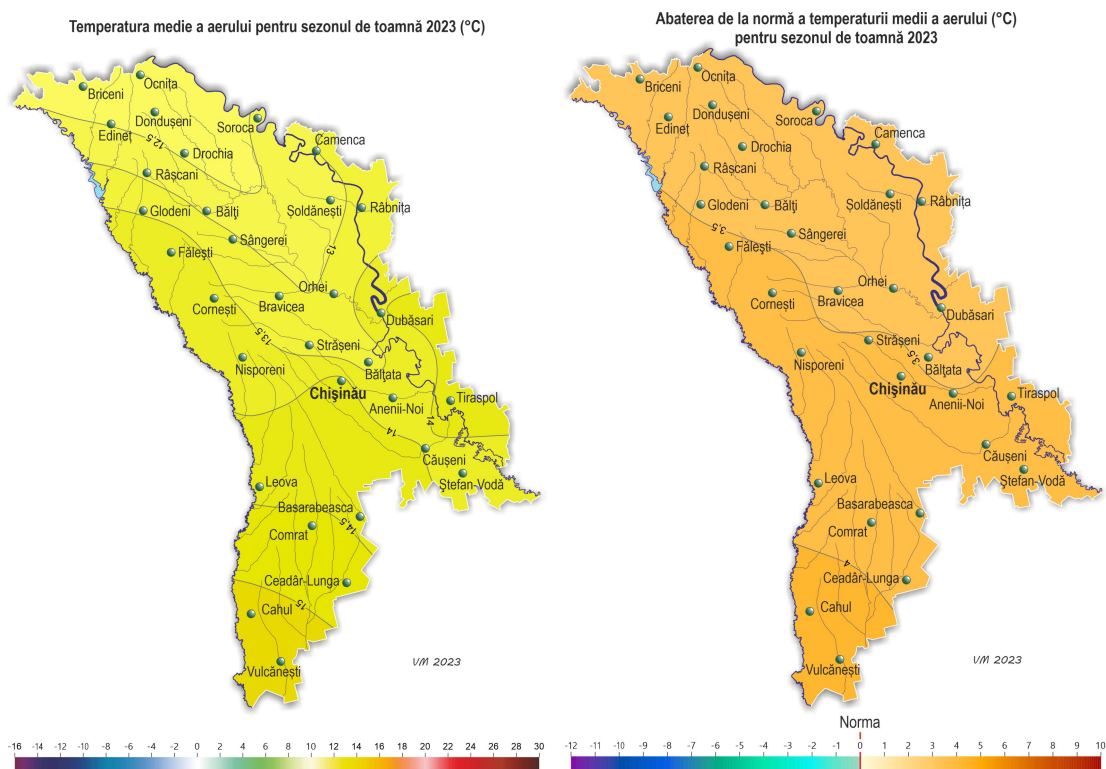 Temperatura medie a aerului pentru sezonul de toamnă 2023 (°C)
Ocnița
Briceni
Dondușeni
Soroca
Edineț
12.5
Camenca
Drochia
Râșcani
Șoldănești
Râbnița
Glodeni
Bălți
Sângerei
13
Fălești
Orhei
Cornești
Bravicea
Dubăsari
13.5
Strășeni
Nisporeni
Bălțata
Chișinău
Anenii-Noi
Tiraspol
14
14
Căușeni
Ștefan-Vodă
Leova
Basarabeasca
14.5
Comrat
Ceadâr-Lunga
15
Cahul
Vulcănești
VM 2023
-16 -14 -12 -10 -8 -6 -4 -2 0 2 4 6 8 10 12 14 16 18 20 22 24 26 28 30
Abaterea de la normă a temperaturii medii a aerului (°C)
pentru sezonul de toamnă 2023
Ocnița
Briceni
Dondușeni
Soroca
Edineț
Camenca
Drochia
Râșcani
Șoldănești
Râbnița
Glodeni
Bălți
3.5
Sângerei
Fălești
Orhei
Cornești
Bravicea
Dubăsari
Strășeni
3.5
Nisporeni
Bălțata
Chișinău
Anenii-Noi
Tiraspol
Căușeni
Ștefan-Vodă
Leova
Basarabeasca
Comrat
4
Ceadâr-Lunga
Cahul
Vulcănești
VM 2023
Norma
-12 -10 -9 -8 -7 -6 -5 -4 -3 -2 -1 0 1 2 3 4 5 6 7 8 9 10